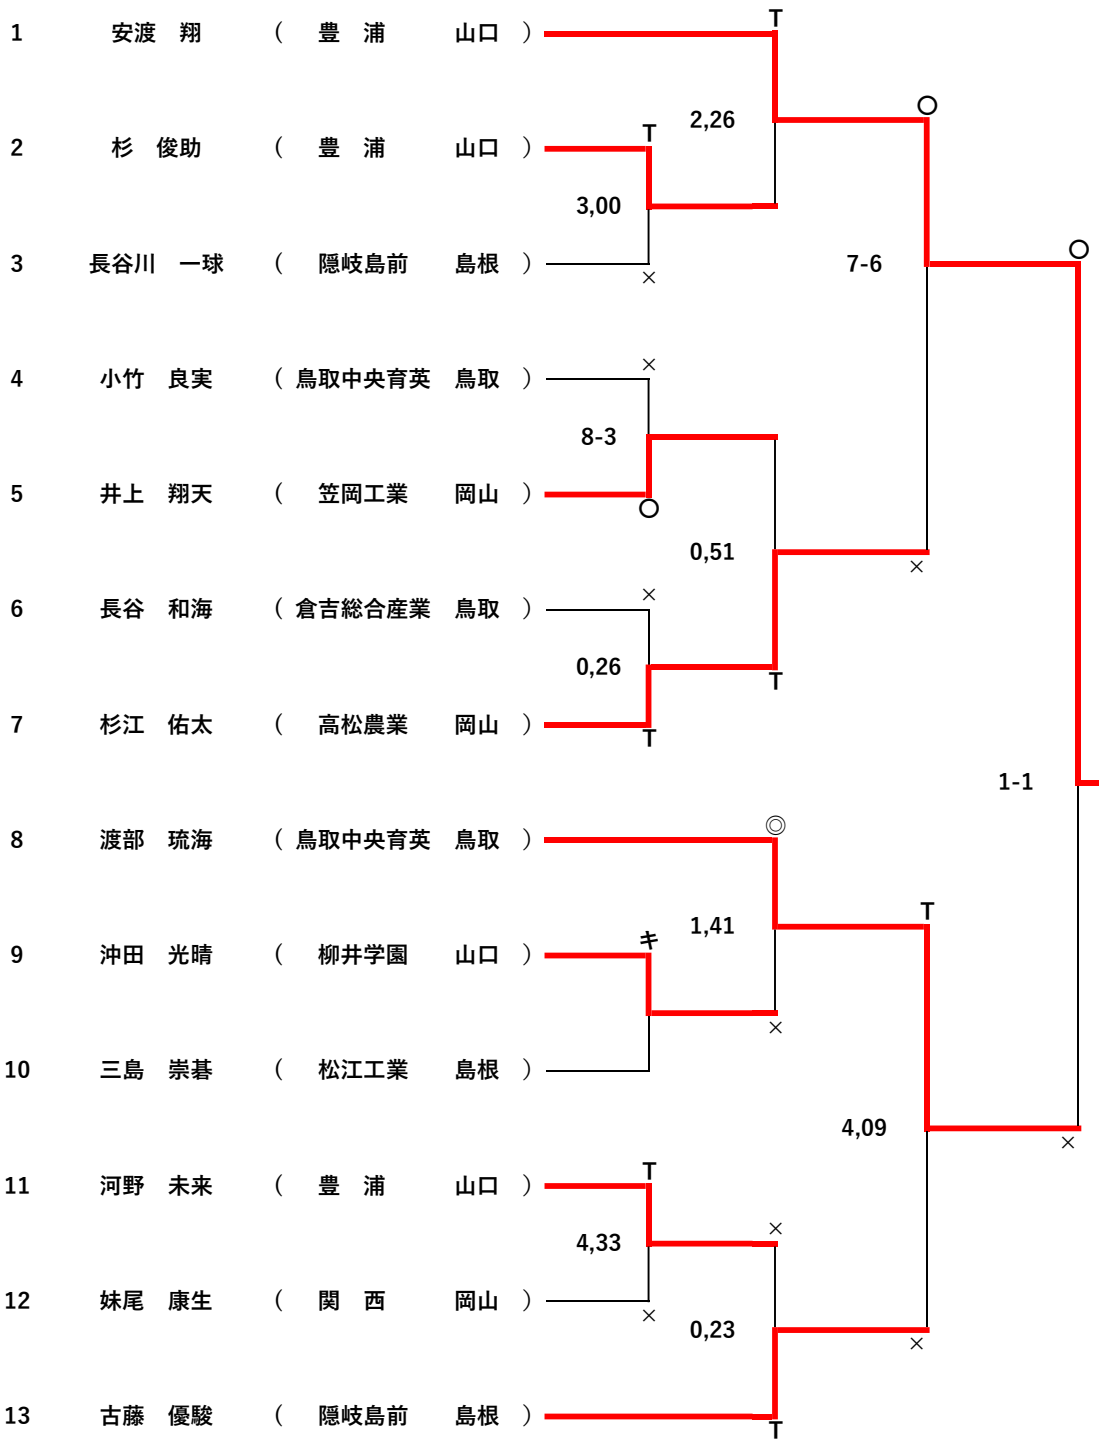 T
1 安渡 翔 ( 豊 浦 山口 )
○
2,26
T
2 杉 俊助 ( 豊 浦 山口 )
3,00
○
3 長谷川 一球 ( 隠岐島前 島根 )
7-6
×
×
4 小竹 良実 ( 鳥取中央育英 鳥取 )
8-3
5 井上 翔天 ( 笠岡工業 岡山 )
○
0,51
×
×
6 長谷 和海 ( 倉吉総合産業 鳥取 )
0,26
T
7 杉江 佑太 ( 高松農業 岡山 )
T
1-1
◎
8 渡部 琉海 ( 鳥取中央育英 鳥取 )
T
1,41
キ
9 沖田 光晴 ( 柳井学園 山口 )
×
10 三島 崇碁 ( 松江工業 島根 )
4,09
×
T
11 河野 未来 ( 豊 浦 山口 )
×
4,33
12 妹尾 康生 ( 関 西 岡山 )
×
0,23
×
13 古藤 優駿 ( 隠岐島前 島根 )
T